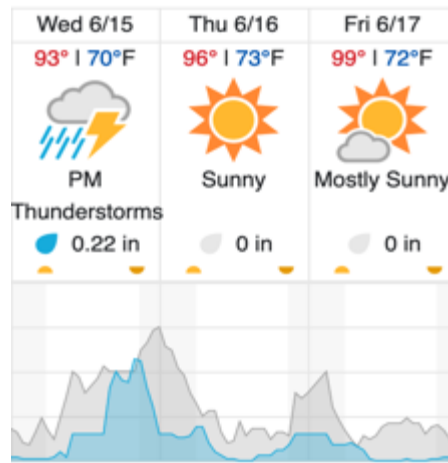 Wed 6/15 Thu 6/16 Fri 6/17
93° | 70°F 96° | 73°F 99° | 72°F
PM Sunny Mostly Sunny
Thunderstorms
0.22 in 0 in 0 in